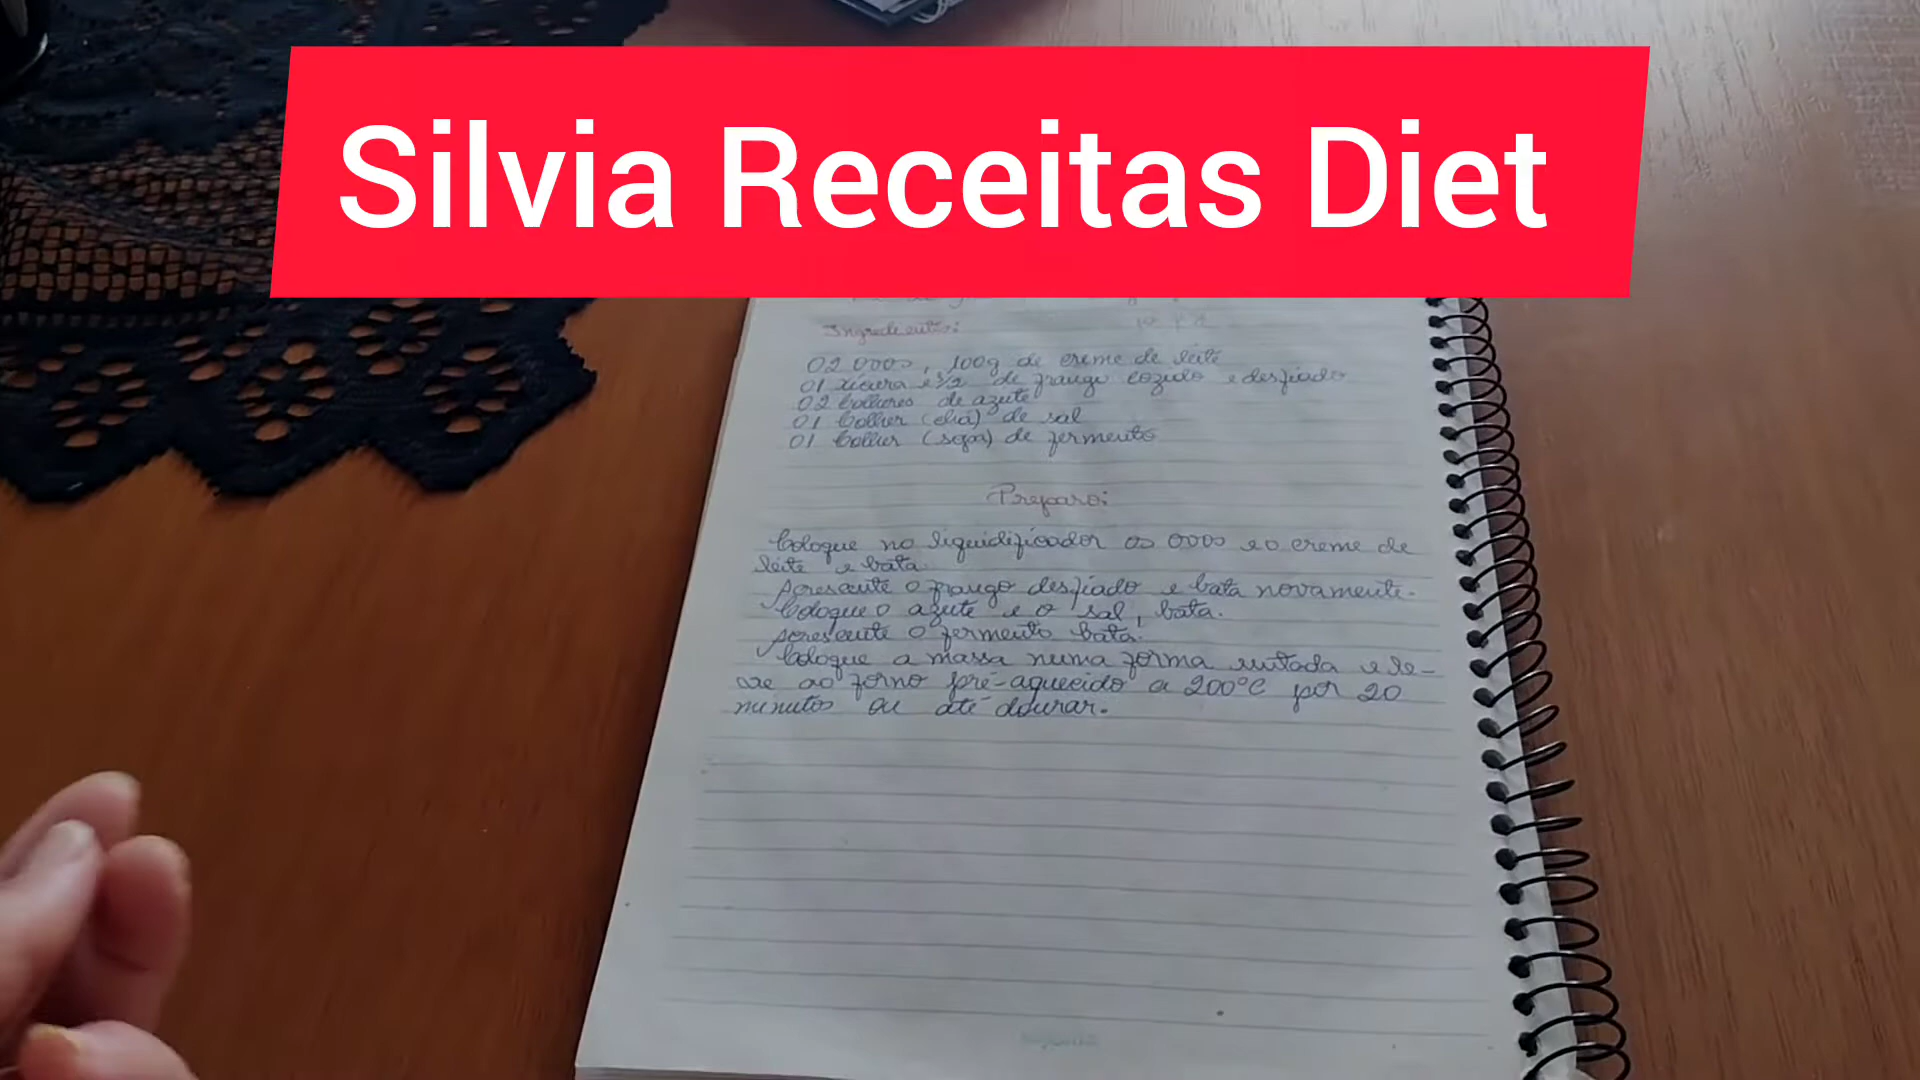 Silvia Receitas Diet
Ingredientes:
02 ovos, 100g de creme de leite
01 xícara e 1/2 de frango cozido e desfiado
02 colheres de azeite
01 colher (chá) de sal
01 colher (sopa) de fermento
Preparo:
Coloque no liquidificador os ovos e o creme de
leite e bata.
Acrescente o frango desfiado e bata novamente.
Coloque o azeite e o sal, bata.
Acrescente o fermento bata.
Coloque a massa numa forma untada e le-
ve ao forno pré-aquecido a 200°C por 20
minutos ou até dourar.